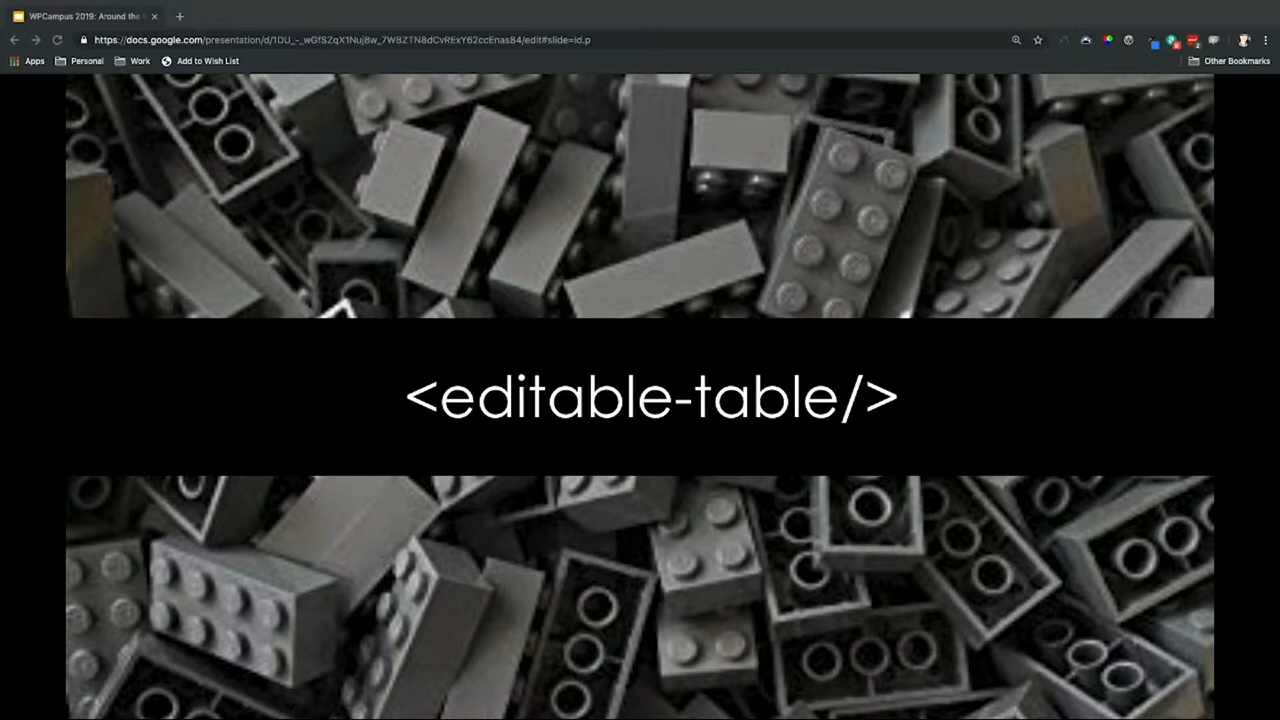 WPCampus 2019: Around the
https://docs.google.com/presentation/d/1DU_-_wGfSZqX1Nuj8w_7W8ZTN8dCvRExY62ccEnas84/edit#slide=id.p
Apps Personal Work Add to Wish List Other Bookmarks
<editable-table/>